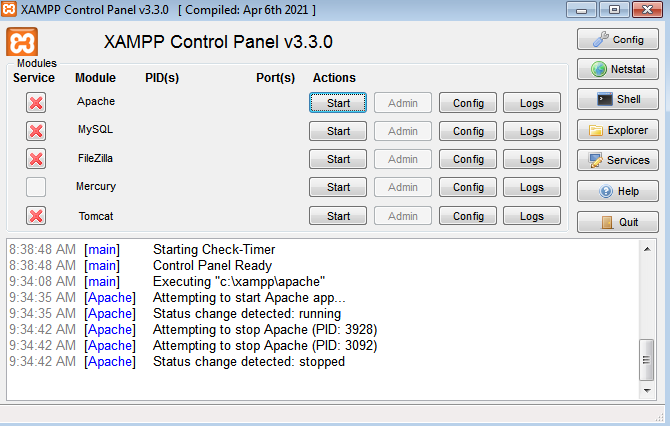 XAMPP Control Panel v3.3.0 [ Compiled: Apr 6th 2021 ]
XAMPP Control Panel v3.3.0
Config
Modules
Service Module PID(s) Port(s) Actions
Netstat
Apache Start Admin Config Logs
Shell
MySQL Start Admin Config Logs
Explorer
FileZilla Start Admin Config Logs
Services
Mercury Start Admin Config Logs
Help
Tomcat Start Admin Config Logs
Quit
8:38:48 AM [main] Starting Check-Timer
8:38:48 AM [main] Control Panel Ready
9:34:08 AM [main] Executing "c:\xampp\apache"
9:34:35 AM [Apache] Attempting to start Apache app...
9:34:35 AM [Apache] Status change detected: running
9:34:42 AM [Apache] Attempting to stop Apache (PID: 3928)
9:34:42 AM [Apache] Attempting to stop Apache (PID: 3092)
9:34:42 AM [Apache] Status change detected: stopped